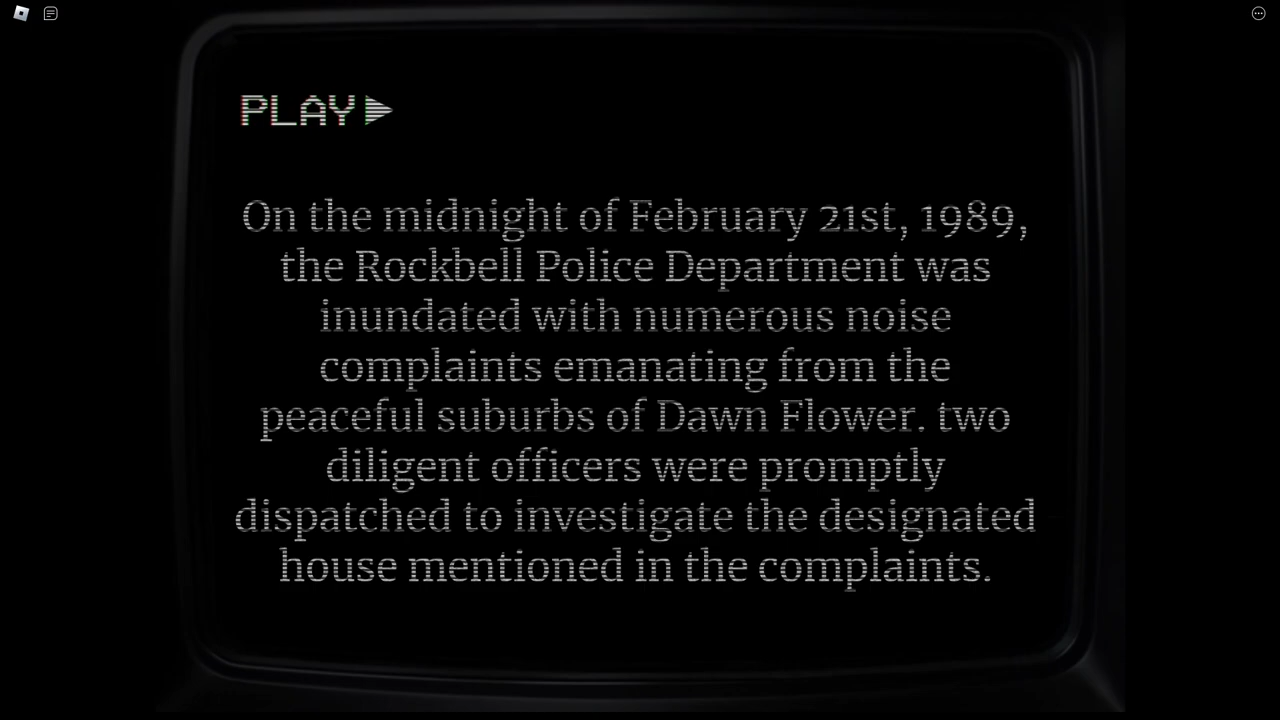 PLAY
On the midnight of February 21st, 1989,
the Rockbell Police Department was
inundated with numerous noise
complaints emanating from the
peaceful suburbs of Dawn Flower. two
diligent officers were promptly
dispatched to investigate the designated
house mentioned in the complaints.